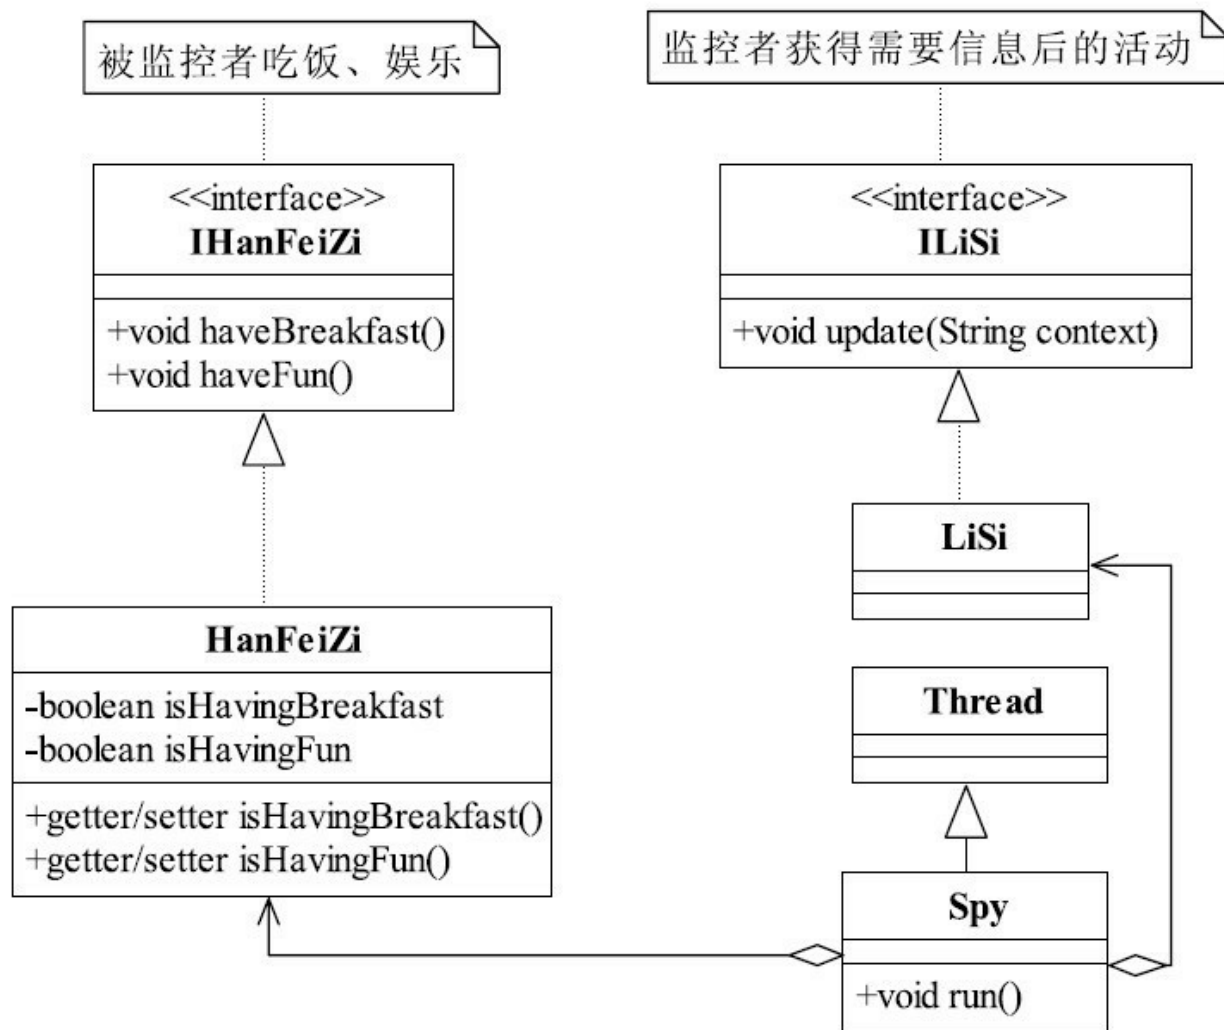 被监控者吃饭、娱乐
监控者获得需要信息后的活动
<<interface>>
IHanFeiZi
+void haveBreakfast()
+void haveFun()
<<interface>>
ILiSi
+void update(String context)
LiSi
HanFeiZi
-boolean isHavingBreakfast
-boolean isHavingFun
+getter/setter isHavingBreakfast()
+getter/setter isHavingFun()
Thread
Spy
+void run()